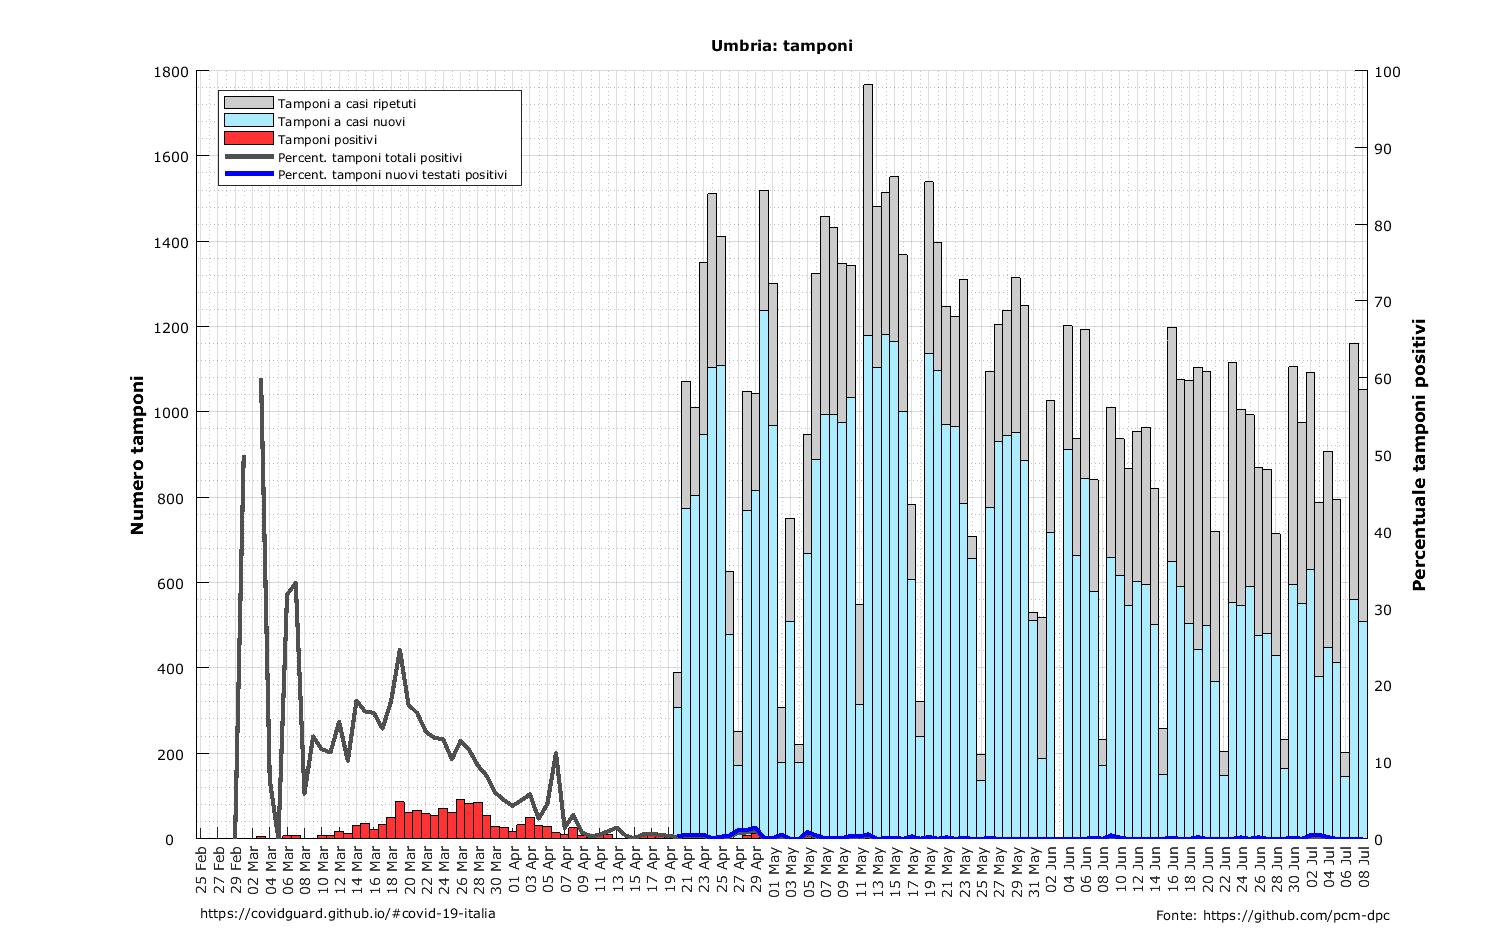 Umbria: tamponi
Tamponi a casi ripetuti
Tamponi a casi nuovi
Tamponi positivi
Percent. tamponi totali positivi
Percent. tamponi nuovi testati positivi
Numero tamponi
1800
1600
1400
1200
1000
800
600
400
200
0
100
90
80
70
60
50
40
30
20
10
0
Percentuale tamponi positivi
25 Feb
27 Feb
29 Feb
02 Mar
04 Mar
06 Mar
08 Mar
10 Mar
12 Mar
14 Mar
16 Mar
18 Mar
20 Mar
22 Mar
24 Mar
26 Mar
28 Mar
30 Mar
01 Apr
03 Apr
05 Apr
07 Apr
09 Apr
11 Apr
13 Apr
15 Apr
17 Apr
19 Apr
21 Apr
23 Apr
25 Apr
27 Apr
29 Apr
01 May
03 May
05 May
07 May
09 May
11 May
13 May
15 May
17 May
19 May
21 May
23 May
25 May
27 May
29 May
31 May
02 Jun
04 Jun
06 Jun
08 Jun
10 Jun
12 Jun
14 Jun
16 Jun
18 Jun
20 Jun
22 Jun
24 Jun
26 Jun
28 Jun
30 Jun
02 Jul
04 Jul
06 Jul
08 Jul
https://covidguard.github.io/#covid-19-italia
Fonte: https://github.com/pcm-dpc